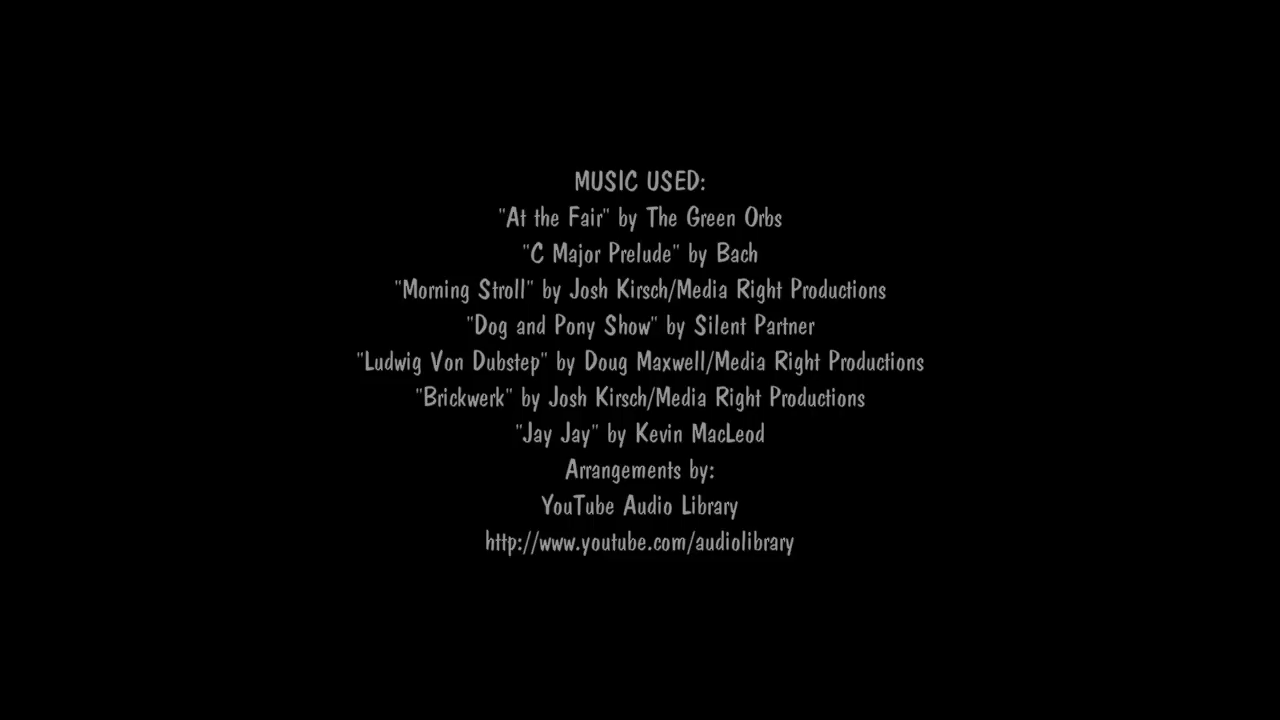 MUSIC USED:
"At the Fair" by The Green Orbs
"C Major Prelude" by Bach
"Morning Stroll" by Josh Kirsch/Media Right Productions
"Dog and Pony Show" by Silent Partner
"Ludwig Von Dubstep" by Doug Maxwell/Media Right Productions
"Brickwerk" by Josh Kirsch/Media Right Productions
"Jay Jay" by Kevin MacLeod
Arrangements by:
YouTube Audio Library
http://www.youtube.com/audiolibrary